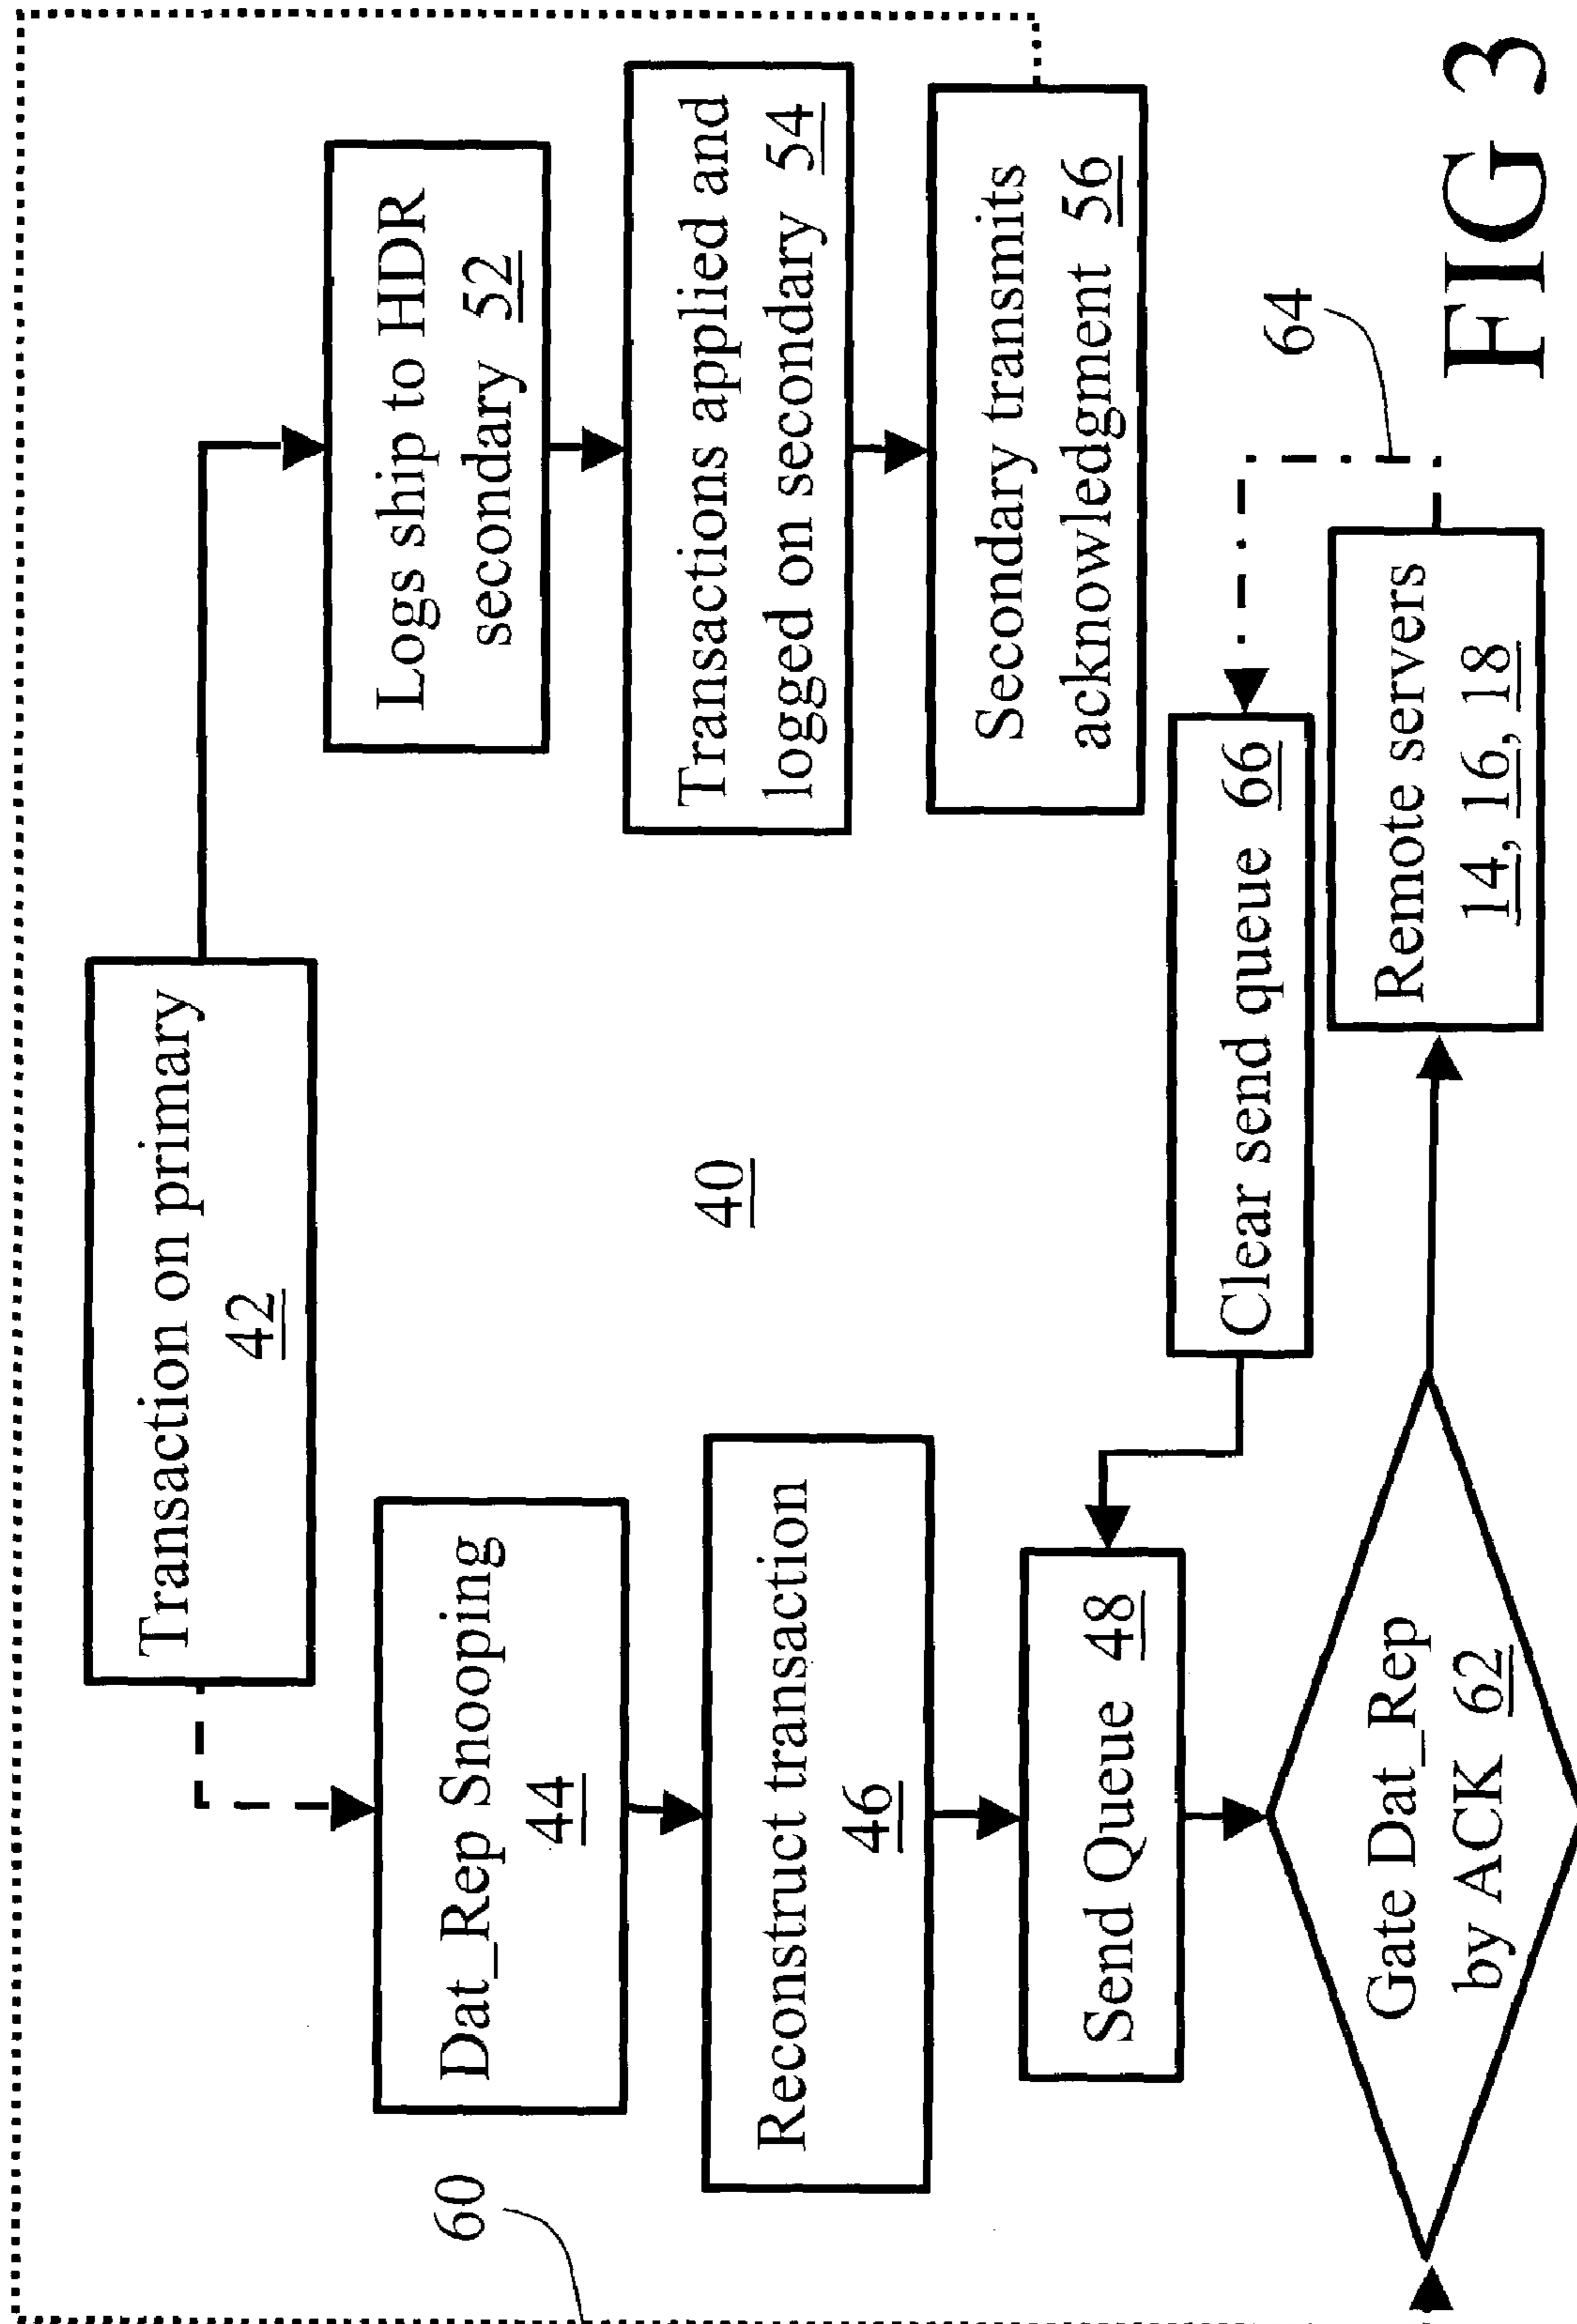 Transaction on primary
42
Dat_Rep Snooping
44
Reconstruct transaction
46
Send Queue 48
Gate Dat_Rep
by ACK 62
60
40
Logs ship to HDR
secondary 52
Transactions applied and
logged on secondary 54
Secondary transmits
acknowledgment 56
Clear send queue 66
Remote servers
14, 16, 18
64
FIG 3